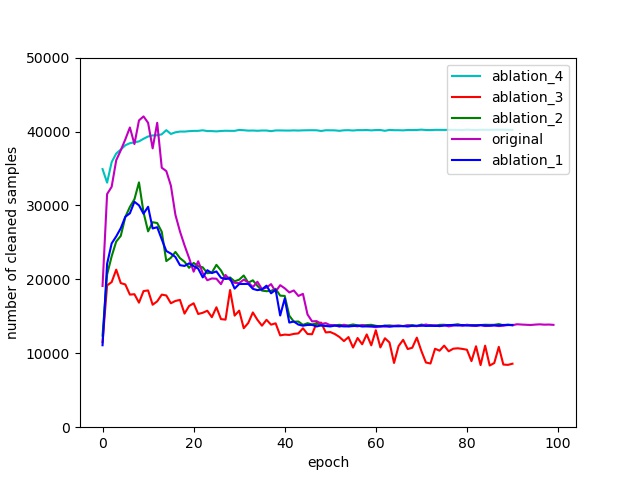 50000
40000
30000
20000
10000
0
number of cleaned samples
0 20 40 60 80 100
epoch
ablation_4
ablation_3
ablation_2
original
ablation_1